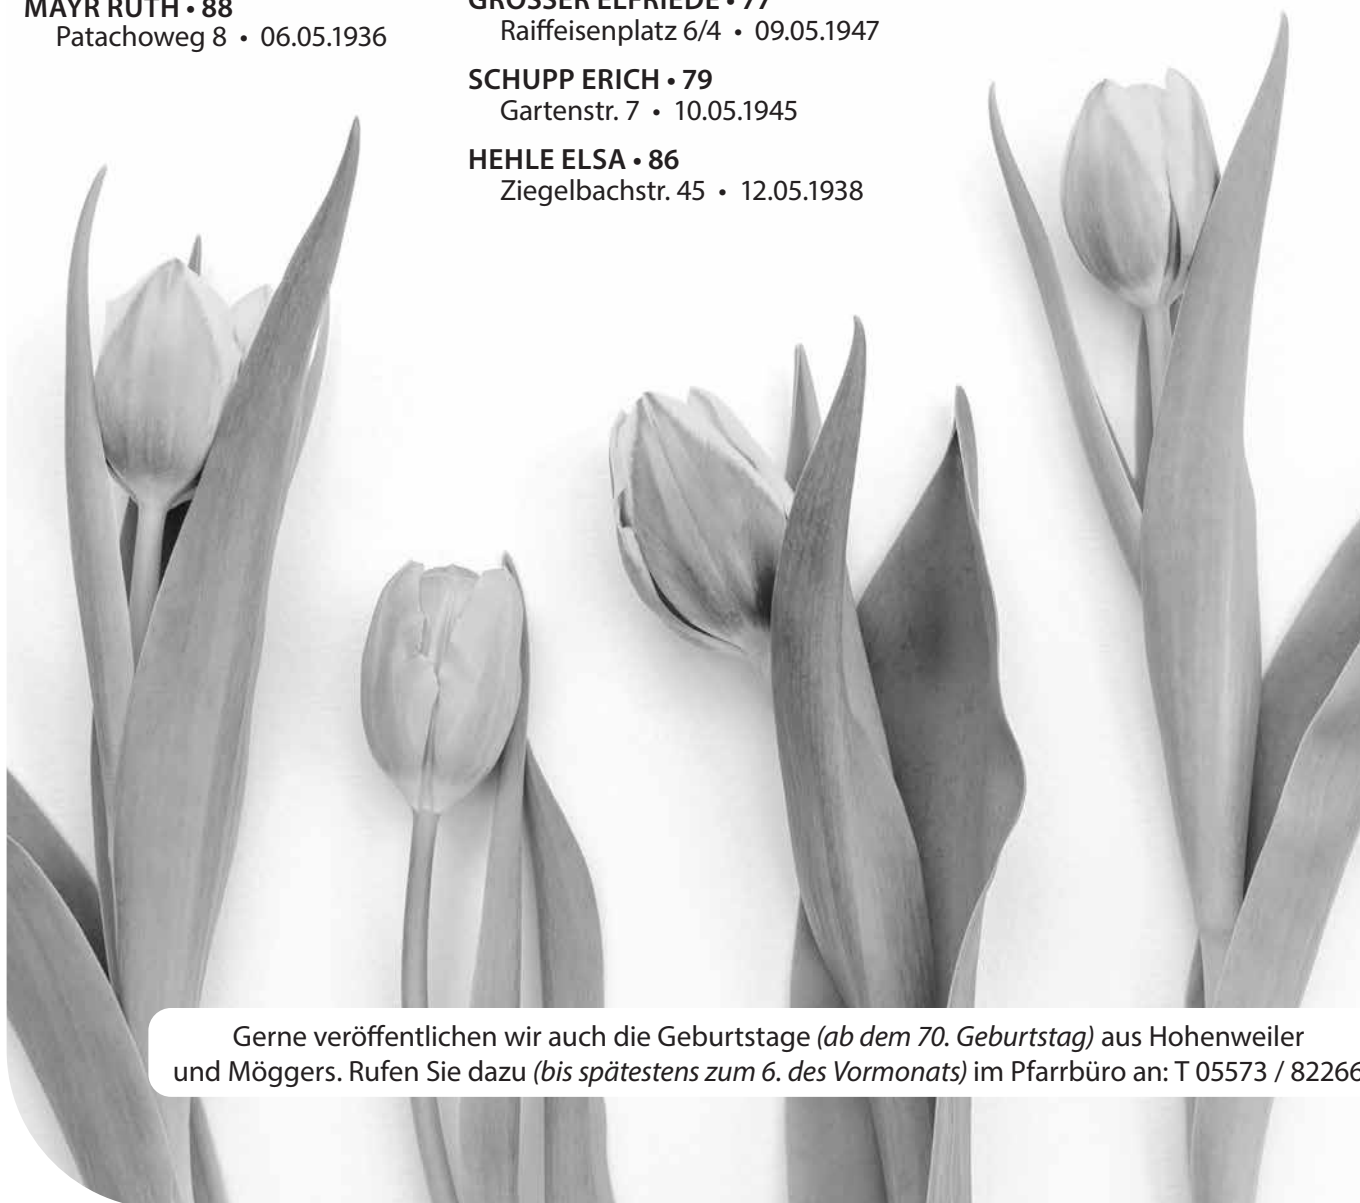 MAYR RUTH • 88
Patachoweg 8 • 06.05.1936
GROSSER ELFRIEDE • 77
Raiffeisenplatz 6/4 • 09.05.1947
SCHUPP ERICH • 79
Gartenstr. 7 • 10.05.1945
HEHLE ELSA • 86
Ziegelbachstr. 45 • 12.05.1938
Gerne veröffentlichen wir auch die Geburtstage (ab dem 70. Geburtstag) aus Hohenweiler
und Möggers. Rufen Sie dazu (bis spätestens zum 6. des Vormonats) im Pfarrbüro an: T 05573 / 82266